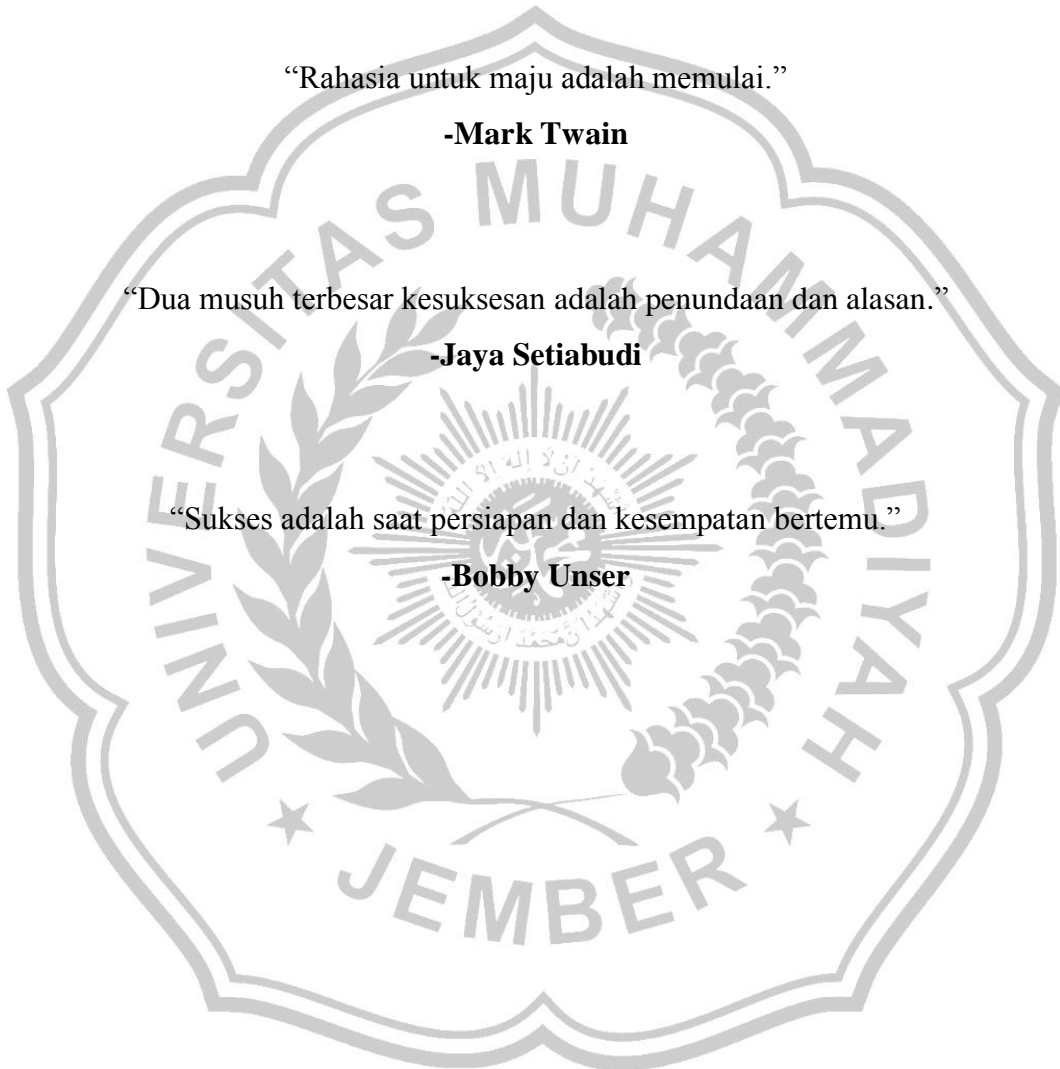 “Rahasia untuk maju adalah memulai.”
-Mark Twain
UNIVERSITAS MUHAMMADIYAH
“Dua musuh terbesar kesuksesan adalah penundaan dan alasan.”
-Jaya Setiabudi
“Sukses adalah saat persiapan dan kesempatan bertemu.”
-Bobby Unser
JEMBER